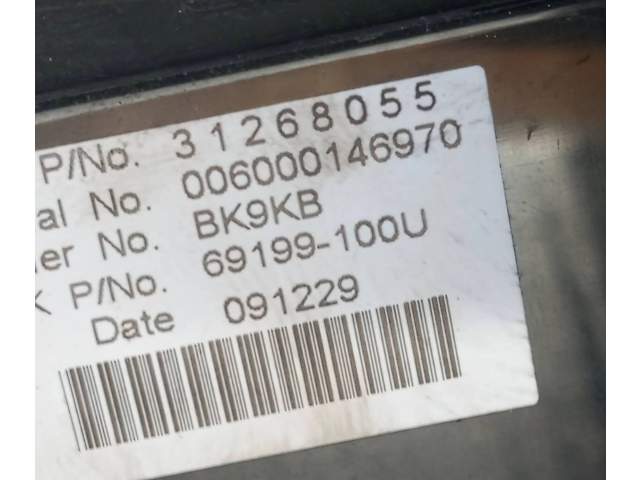 P/No. 31268055
al No. 006000146970
er No. BK9KB
P/No. 69199-100U
Date 091229